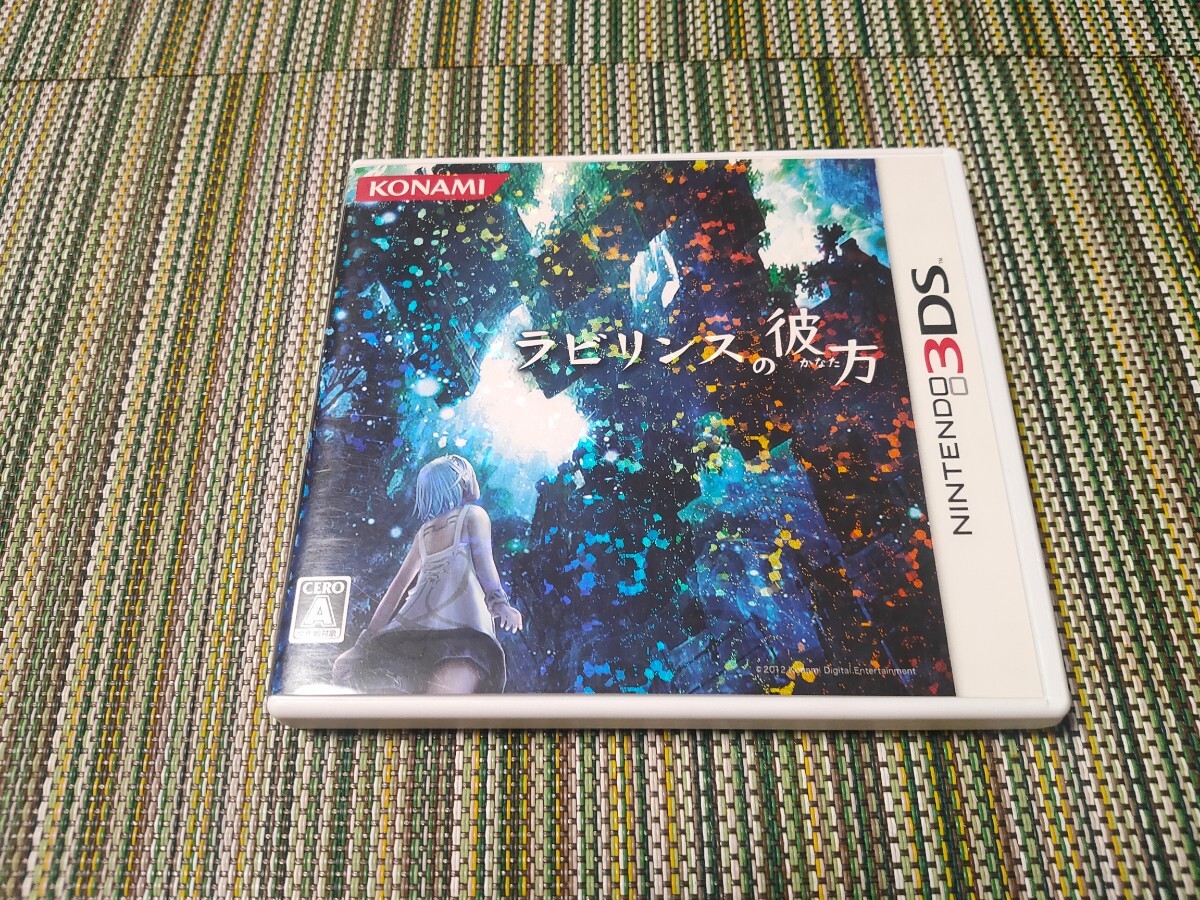 KONAMI
ラビリンスの彼方
かなた
NINTENDO 3DS
TM
CERO
A
© 2012 Konami Digital Entertainment